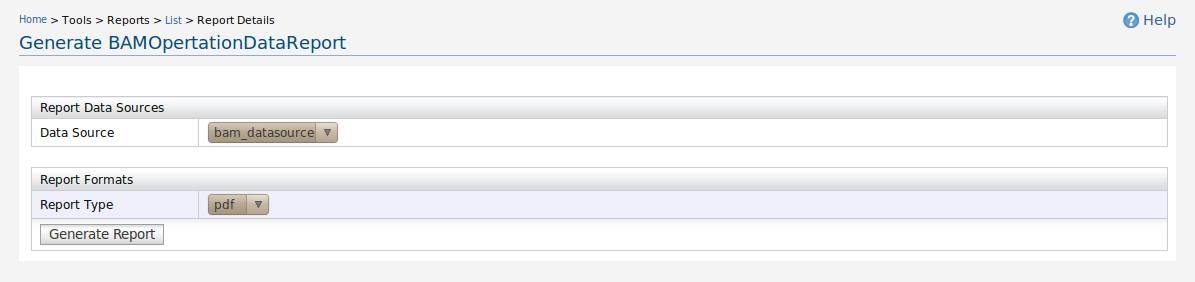 Home > Tools > Reports > List > Report Details
Help
Generate BAMOpertationDataReport
Report Data Sources
Data Source bam_datasource
Report Formats
Report Type pdf
Generate Report